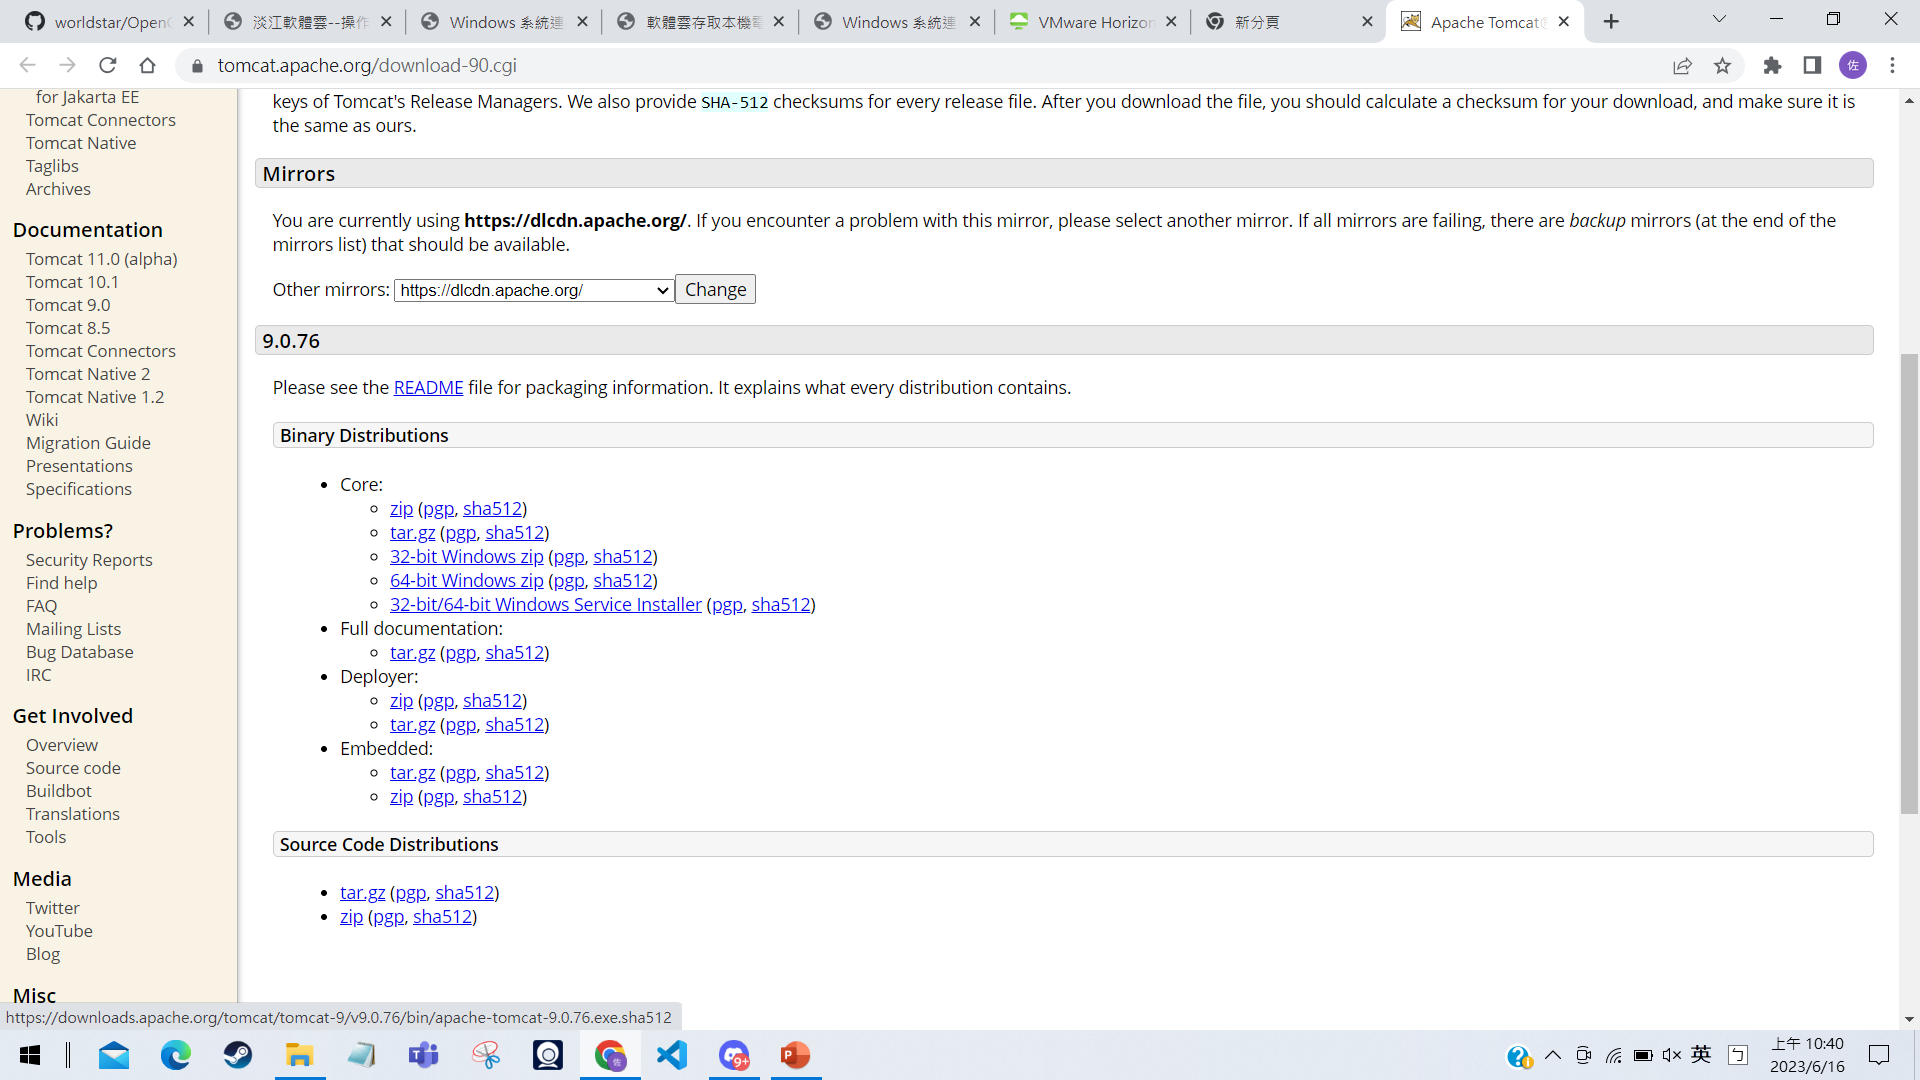 worldstar/Open
淡江軟體雲--操作
Windows 系統連
軟體雲存取本機電
Windows 系統連
VMware Horizon
新分頁
Apache Tomcat®
tomcat.apache.org/download-90.cgi
佐
for Jakarta EE
Tomcat Connectors
Tomcat Native
Taglibs
Archives
Documentation
Tomcat 11.0 (alpha)
Tomcat 10.1
Tomcat 9.0
Tomcat 8.5
Tomcat Connectors
Tomcat Native 2
Tomcat Native 1.2
Wiki
Migration Guide
Presentations
Specifications
Problems?
Security Reports
Find help
FAQ
Mailing Lists
Bug Database
IRC
Get Involved
Overview
Source code
Buildbot
Translations
Tools
Media
Twitter
YouTube
Blog
Misc
keys of Tomcat's Release Managers. We also provide SHA-512 checksums for every release file. After you download the file, you should calculate a checksum for your download, and make sure it is
the same as ours.
Mirrors
You are currently using https://dlcdn.apache.org/. If you encounter a problem with this mirror, please select another mirror. If all mirrors are failing, there are backup mirrors (at the end of the
mirrors list) that should be available.
Other mirrors: https://dlcdn.apache.org/ Change
9.0.76
Please see the README file for packaging information. It explains what every distribution contains.
Binary Distributions
Core:
zip (pgp, sha512)
tar.gz (pgp, sha512)
32-bit Windows zip (pgp, sha512)
64-bit Windows zip (pgp, sha512)
32-bit/64-bit Windows Service Installer (pgp, sha512)
Full documentation:
tar.gz (pgp, sha512)
Deployer:
zip (pgp, sha512)
tar.gz (pgp, sha512)
Embedded:
tar.gz (pgp, sha512)
zip (pgp, sha512)
Source Code Distributions
tar.gz (pgp, sha512)
zip (pgp, sha512)
https://downloads.apache.org/tomcat/tomcat-9/v9.0.76/bin/apache-tomcat-9.0.76.exe.sha512
佐
9+
英
ㄅ
上午 10:40
2023/6/16